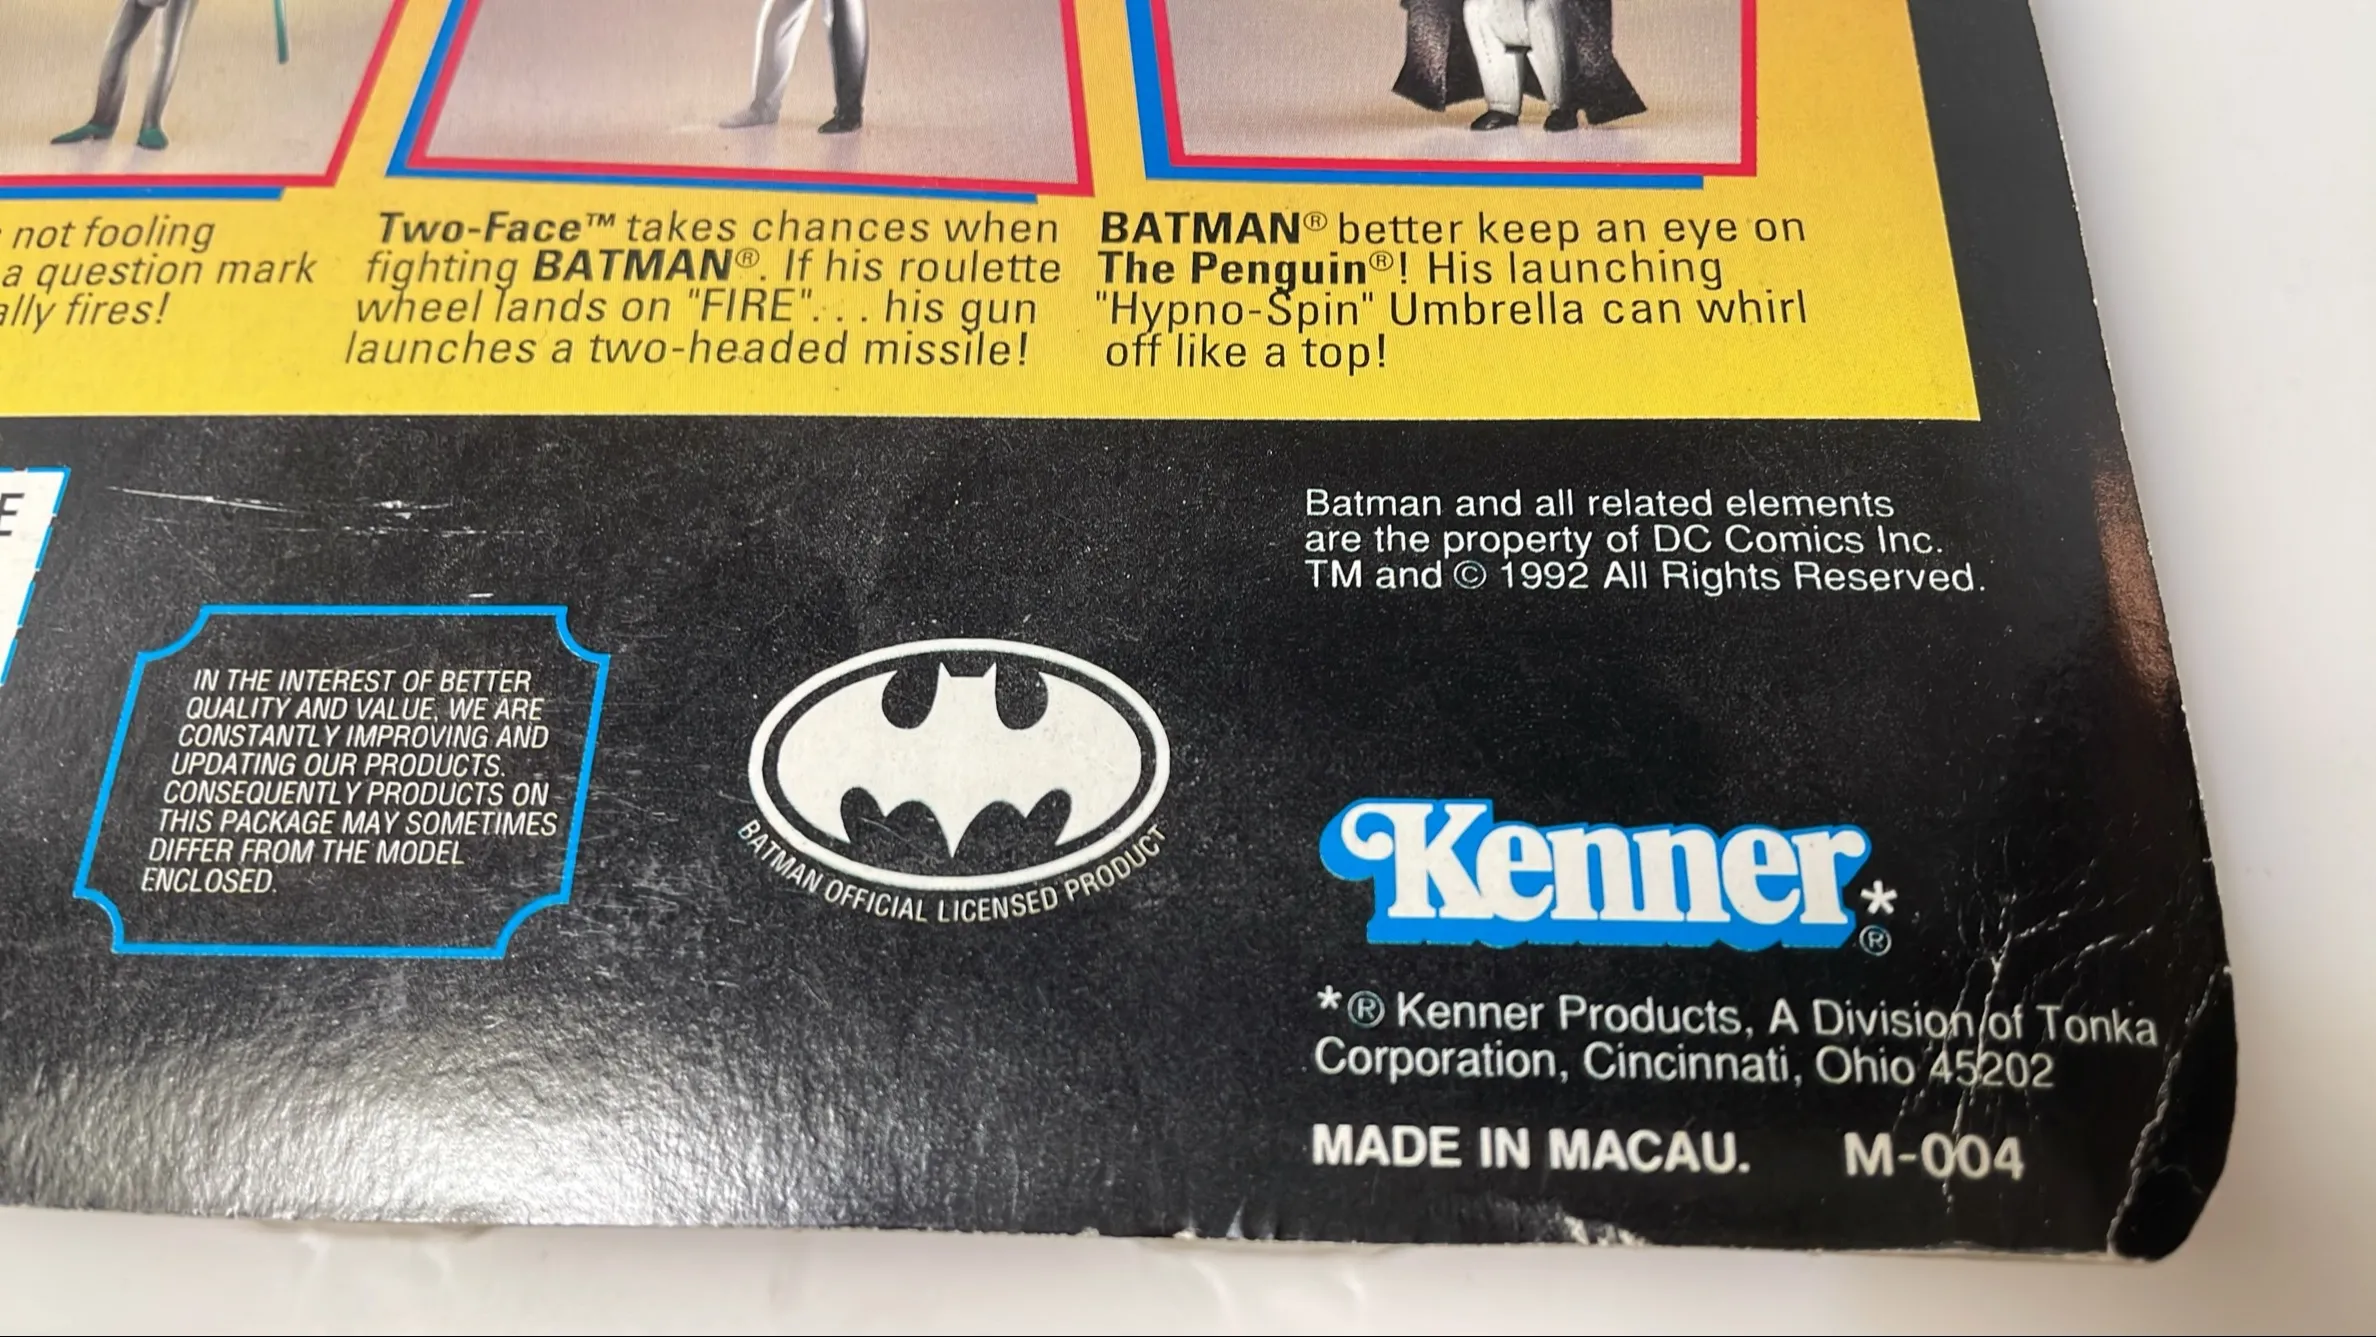 not fooling
a question mark
ally fires!
Two-Face™ takes chances when
fighting BATMAN®. If his roulette
wheel lands on "FIRE". . . his gun
launches a two-headed missile!
BATMAN® better keep an eye on
The Penguin®! His launching
"Hypno-Spin" Umbrella can whirl
off like a top!
E
Batman and all related elements
are the property of DC Comics Inc.
TM and © 1992 All Rights Reserved.
IN THE INTEREST OF BETTER
QUALITY AND VALUE, WE ARE
CONSTANTLY IMPROVING AND
UPDATING OUR PRODUCTS.
CONSEQUENTLY PRODUCTS ON
THIS PACKAGE MAY SOMETIMES
DIFFER FROM THE MODEL
ENCLOSED.
BATMAN OFFICIAL LICENSED PRODUCT
Kenner*®
*® Kenner Products, A Division of Tonka
Corporation, Cincinnati, Ohio 45202
MADE IN MACAU. M-004